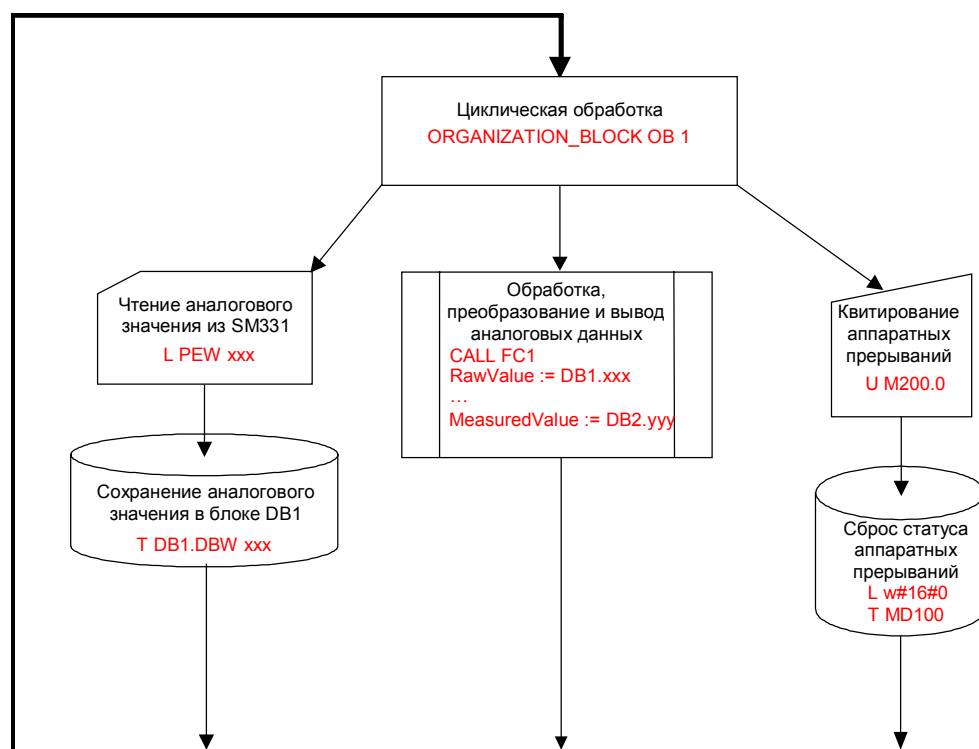 Циклическая обработка
ORGANIZATION_BLOCK OB 1
Чтение аналогового
значения из SM331
L PEW xxx
Сохранение аналогового
значения в блоке DB1
T DB1.DBW xxx
Обработка,
преобразование и вывод
аналоговых данных
CALL FC1
RawValue := DB1.xxx
…
MeasuredValue := DB2.yyy
Квитирование
аппаратных
прерываний
U M200.0
Сброс статуса
аппаратных
прерываний
L w#16#0
T MD100